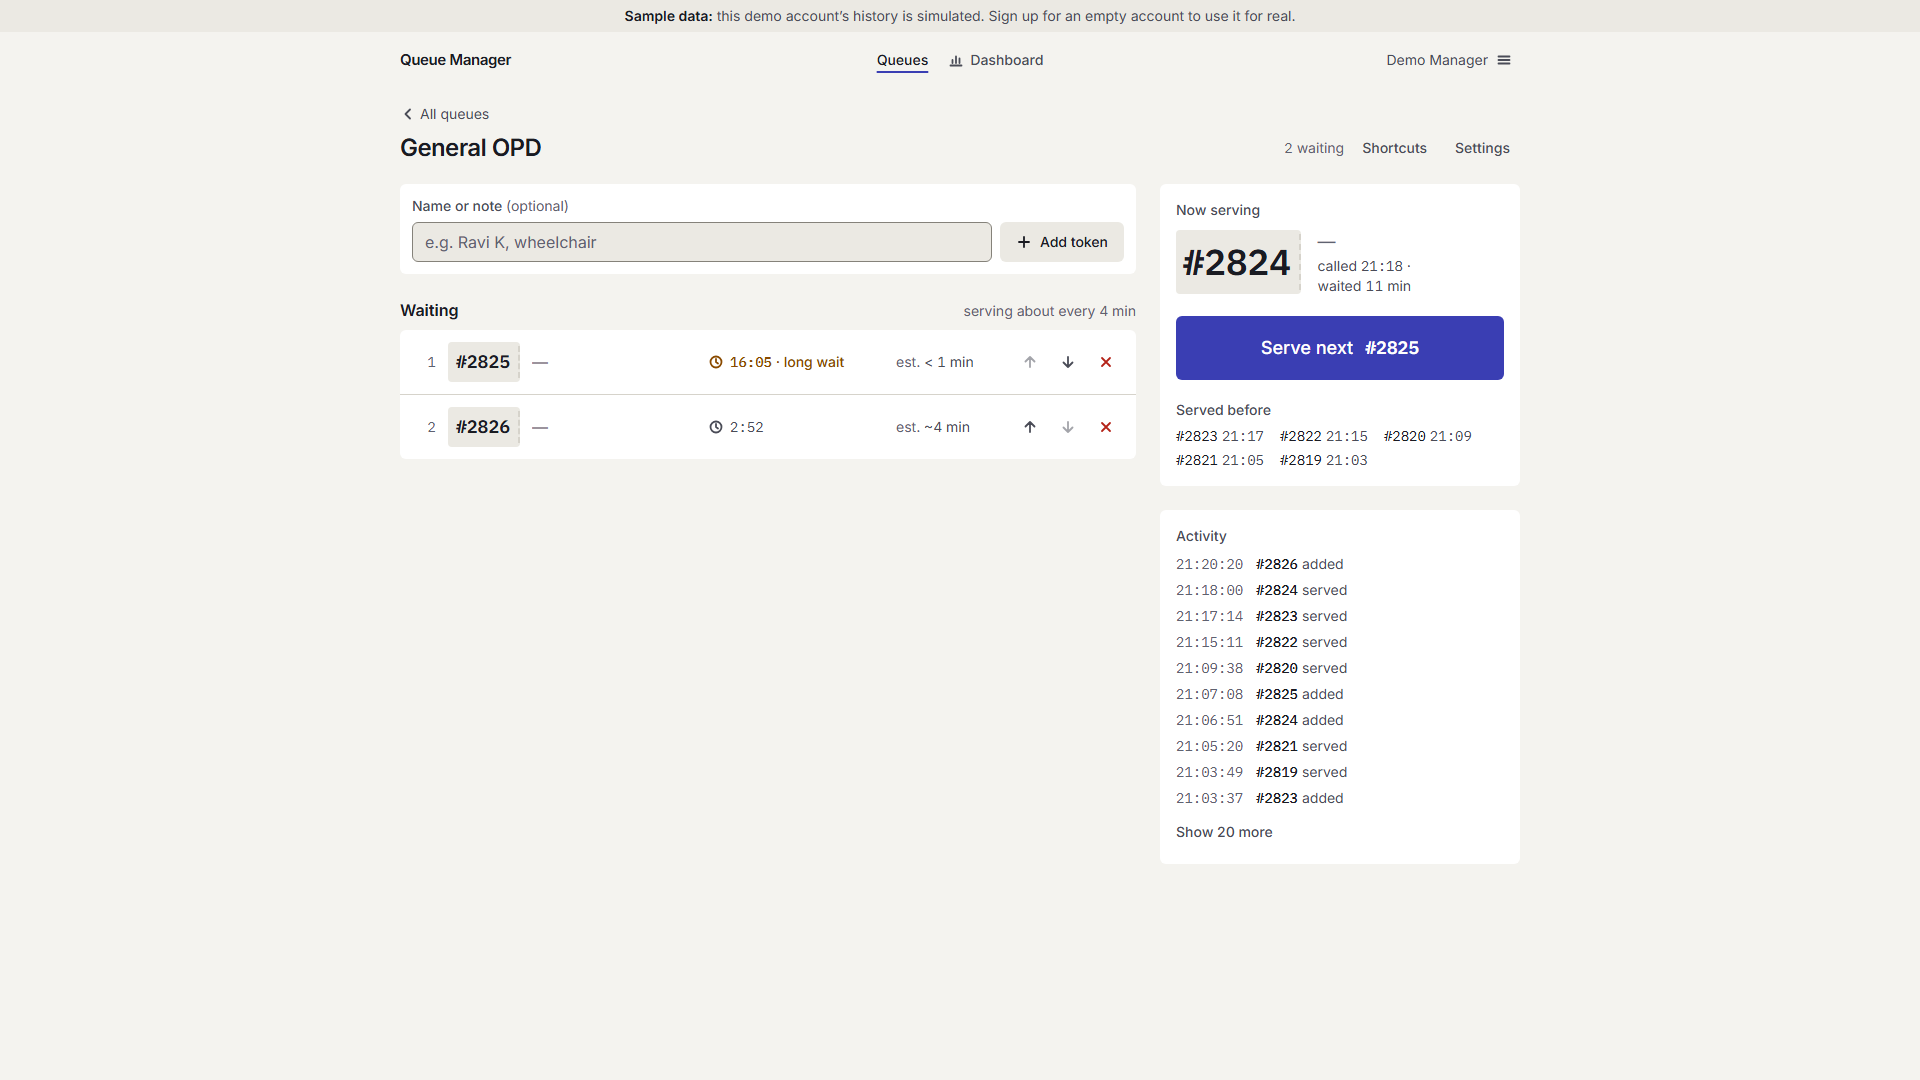 Sample data: this demo account's history is simulated. Sign up for an empty account to use it for real.
Queue Manager
Queues
Dashboard
Demo Manager
All queues
General OPD
2 waiting
Shortcuts
Settings
Name or note (optional)
e.g. Ravi K, wheelchair
+ Add token
Waiting
serving about every 4 min
1 #2825 — 16:05 · long wait est. < 1 min
2 #2826 — 2:52 est. ~4 min
Now serving
#2824
—
called 21:18 ·
waited 11 min
Serve next #2825
Served before
#2823 21:17 #2822 21:15 #2820 21:09
#2821 21:05 #2819 21:03
Activity
21:20:20 #2826 added
21:18:00 #2824 served
21:17:14 #2823 served
21:15:11 #2822 served
21:09:38 #2820 served
21:07:08 #2825 added
21:06:51 #2824 added
21:05:20 #2821 served
21:03:49 #2819 served
21:03:37 #2823 added
Show 20 more